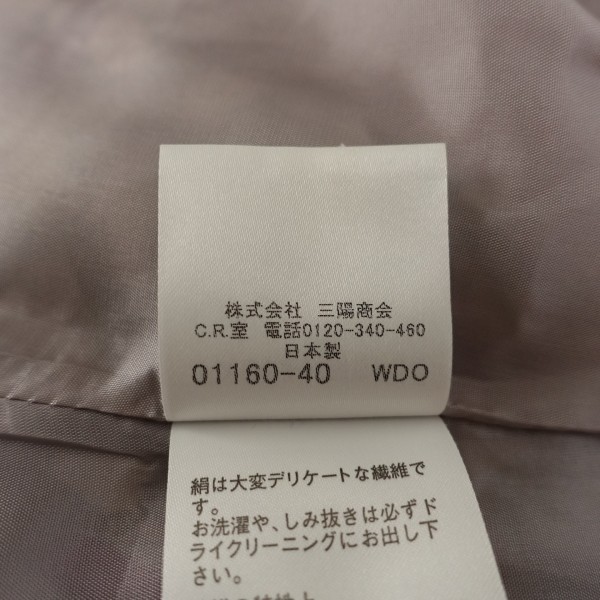 株式会社 三陽商会
C.R.室 電話0120-340-460
日本製
01160-40 WDO
絹は大変デリケートな繊維で
す。
お洗濯や、しみ抜きは必ずド
ライクリーニングにお出し下
さい。